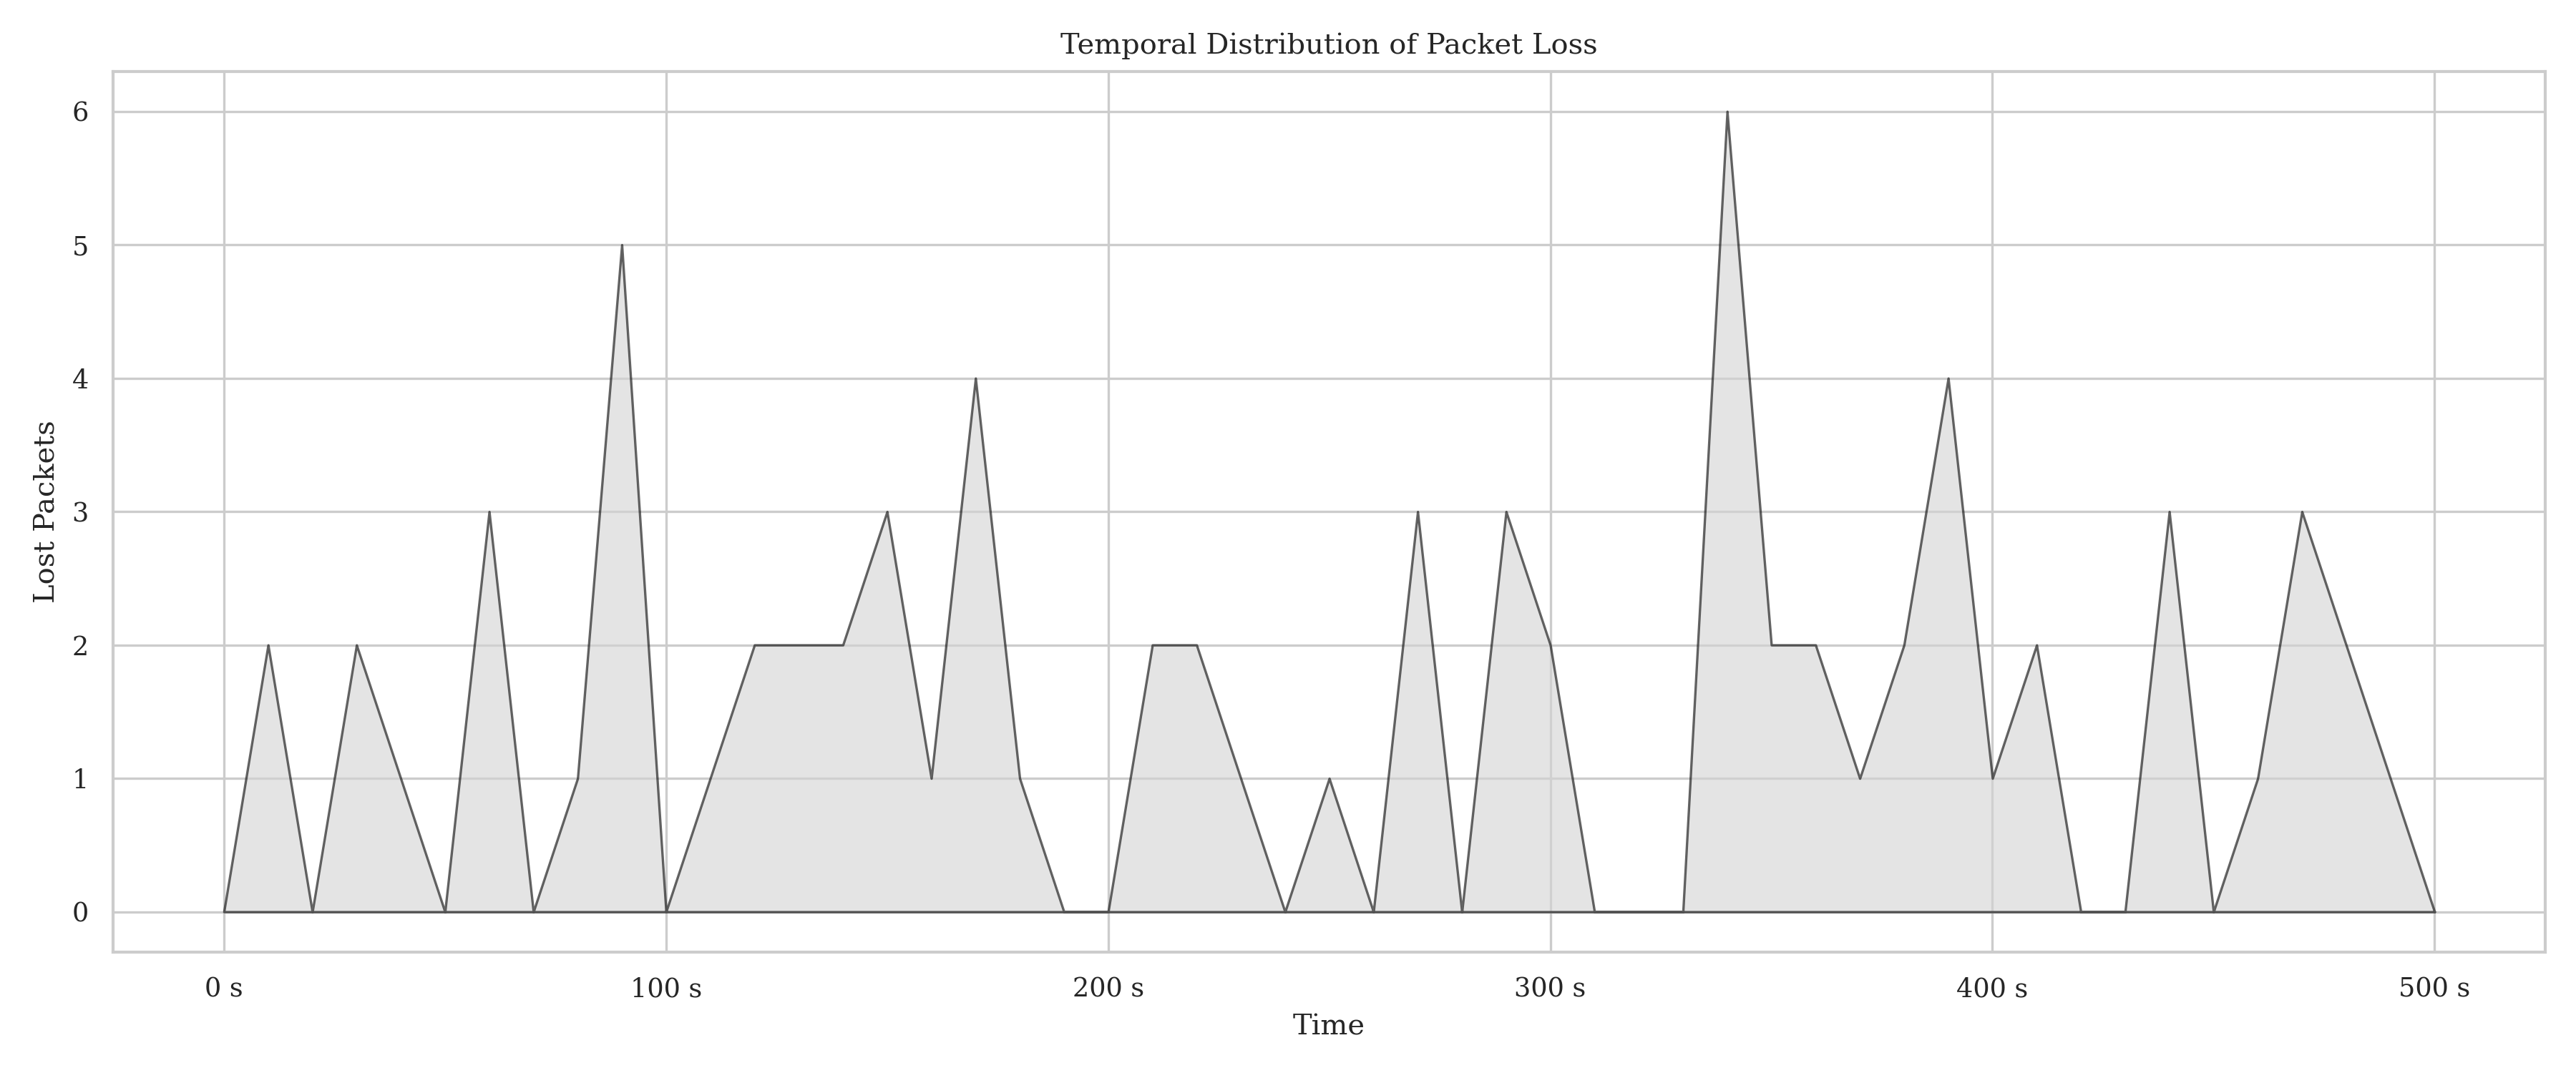 Temporal Distribution of Packet Loss
6
5
4
3
2
1
0
Lost Packets
0 s
100 s
200 s
300 s
400 s
500 s
Time